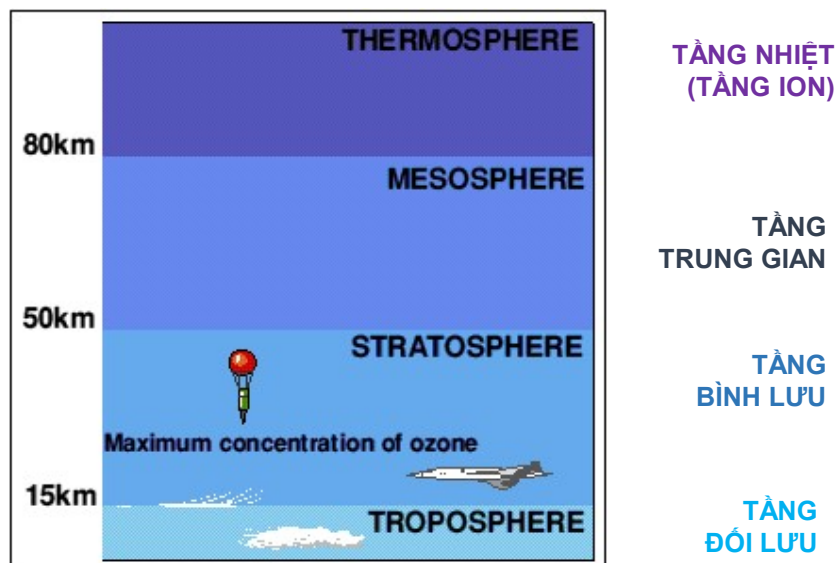 THERMOSPHERE
TẦNG NHIỆT
(TẦNG ION)
80km
MESOSPHERE
TẦNG
TRUNG GIAN
50km
STRATOSPHERE
TẦNG
BÌNH LƯU
Maximum concentration of ozone
15km
TROPOSPHERE
TẦNG
ĐỐI LƯU